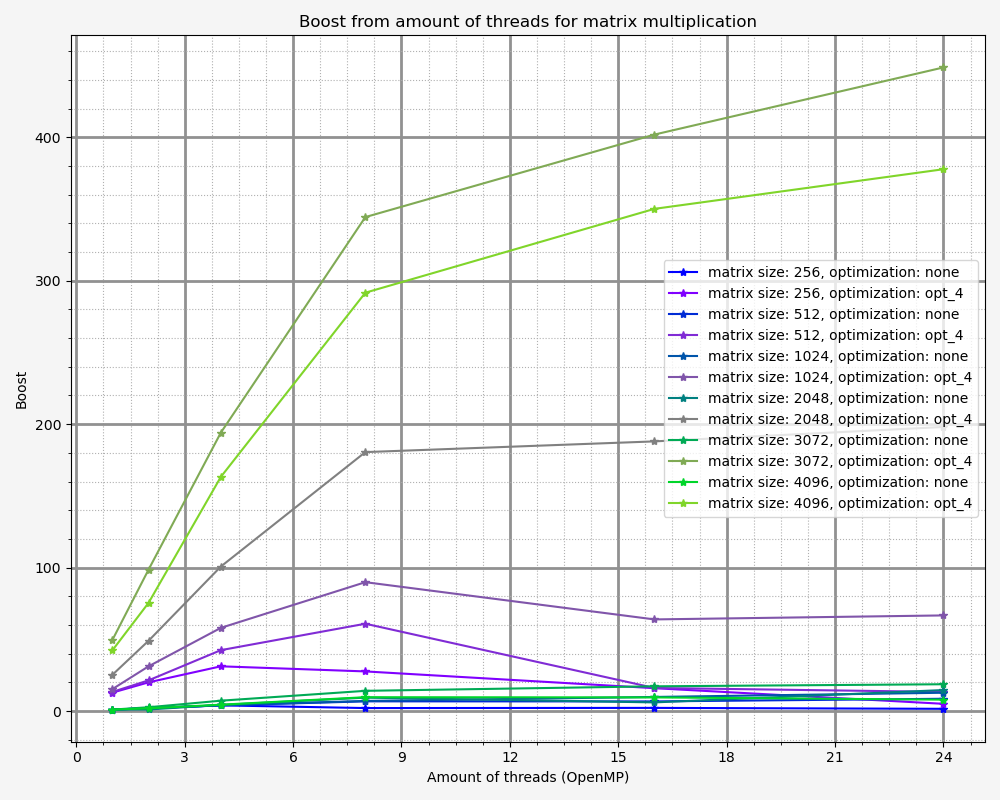 Boost from amount of threads for matrix multiplication
400
300
200
100
0
Boost
matrix size: 256, optimization: none
matrix size: 256, optimization: opt_4
matrix size: 512, optimization: none
matrix size: 512, optimization: opt_4
matrix size: 1024, optimization: none
matrix size: 1024, optimization: opt_4
matrix size: 2048, optimization: none
matrix size: 2048, optimization: opt_4
matrix size: 3072, optimization: none
matrix size: 3072, optimization: opt_4
matrix size: 4096, optimization: none
matrix size: 4096, optimization: opt_4
0 3 6 9 12 15 18 21 24
Amount of threads (OpenMP)